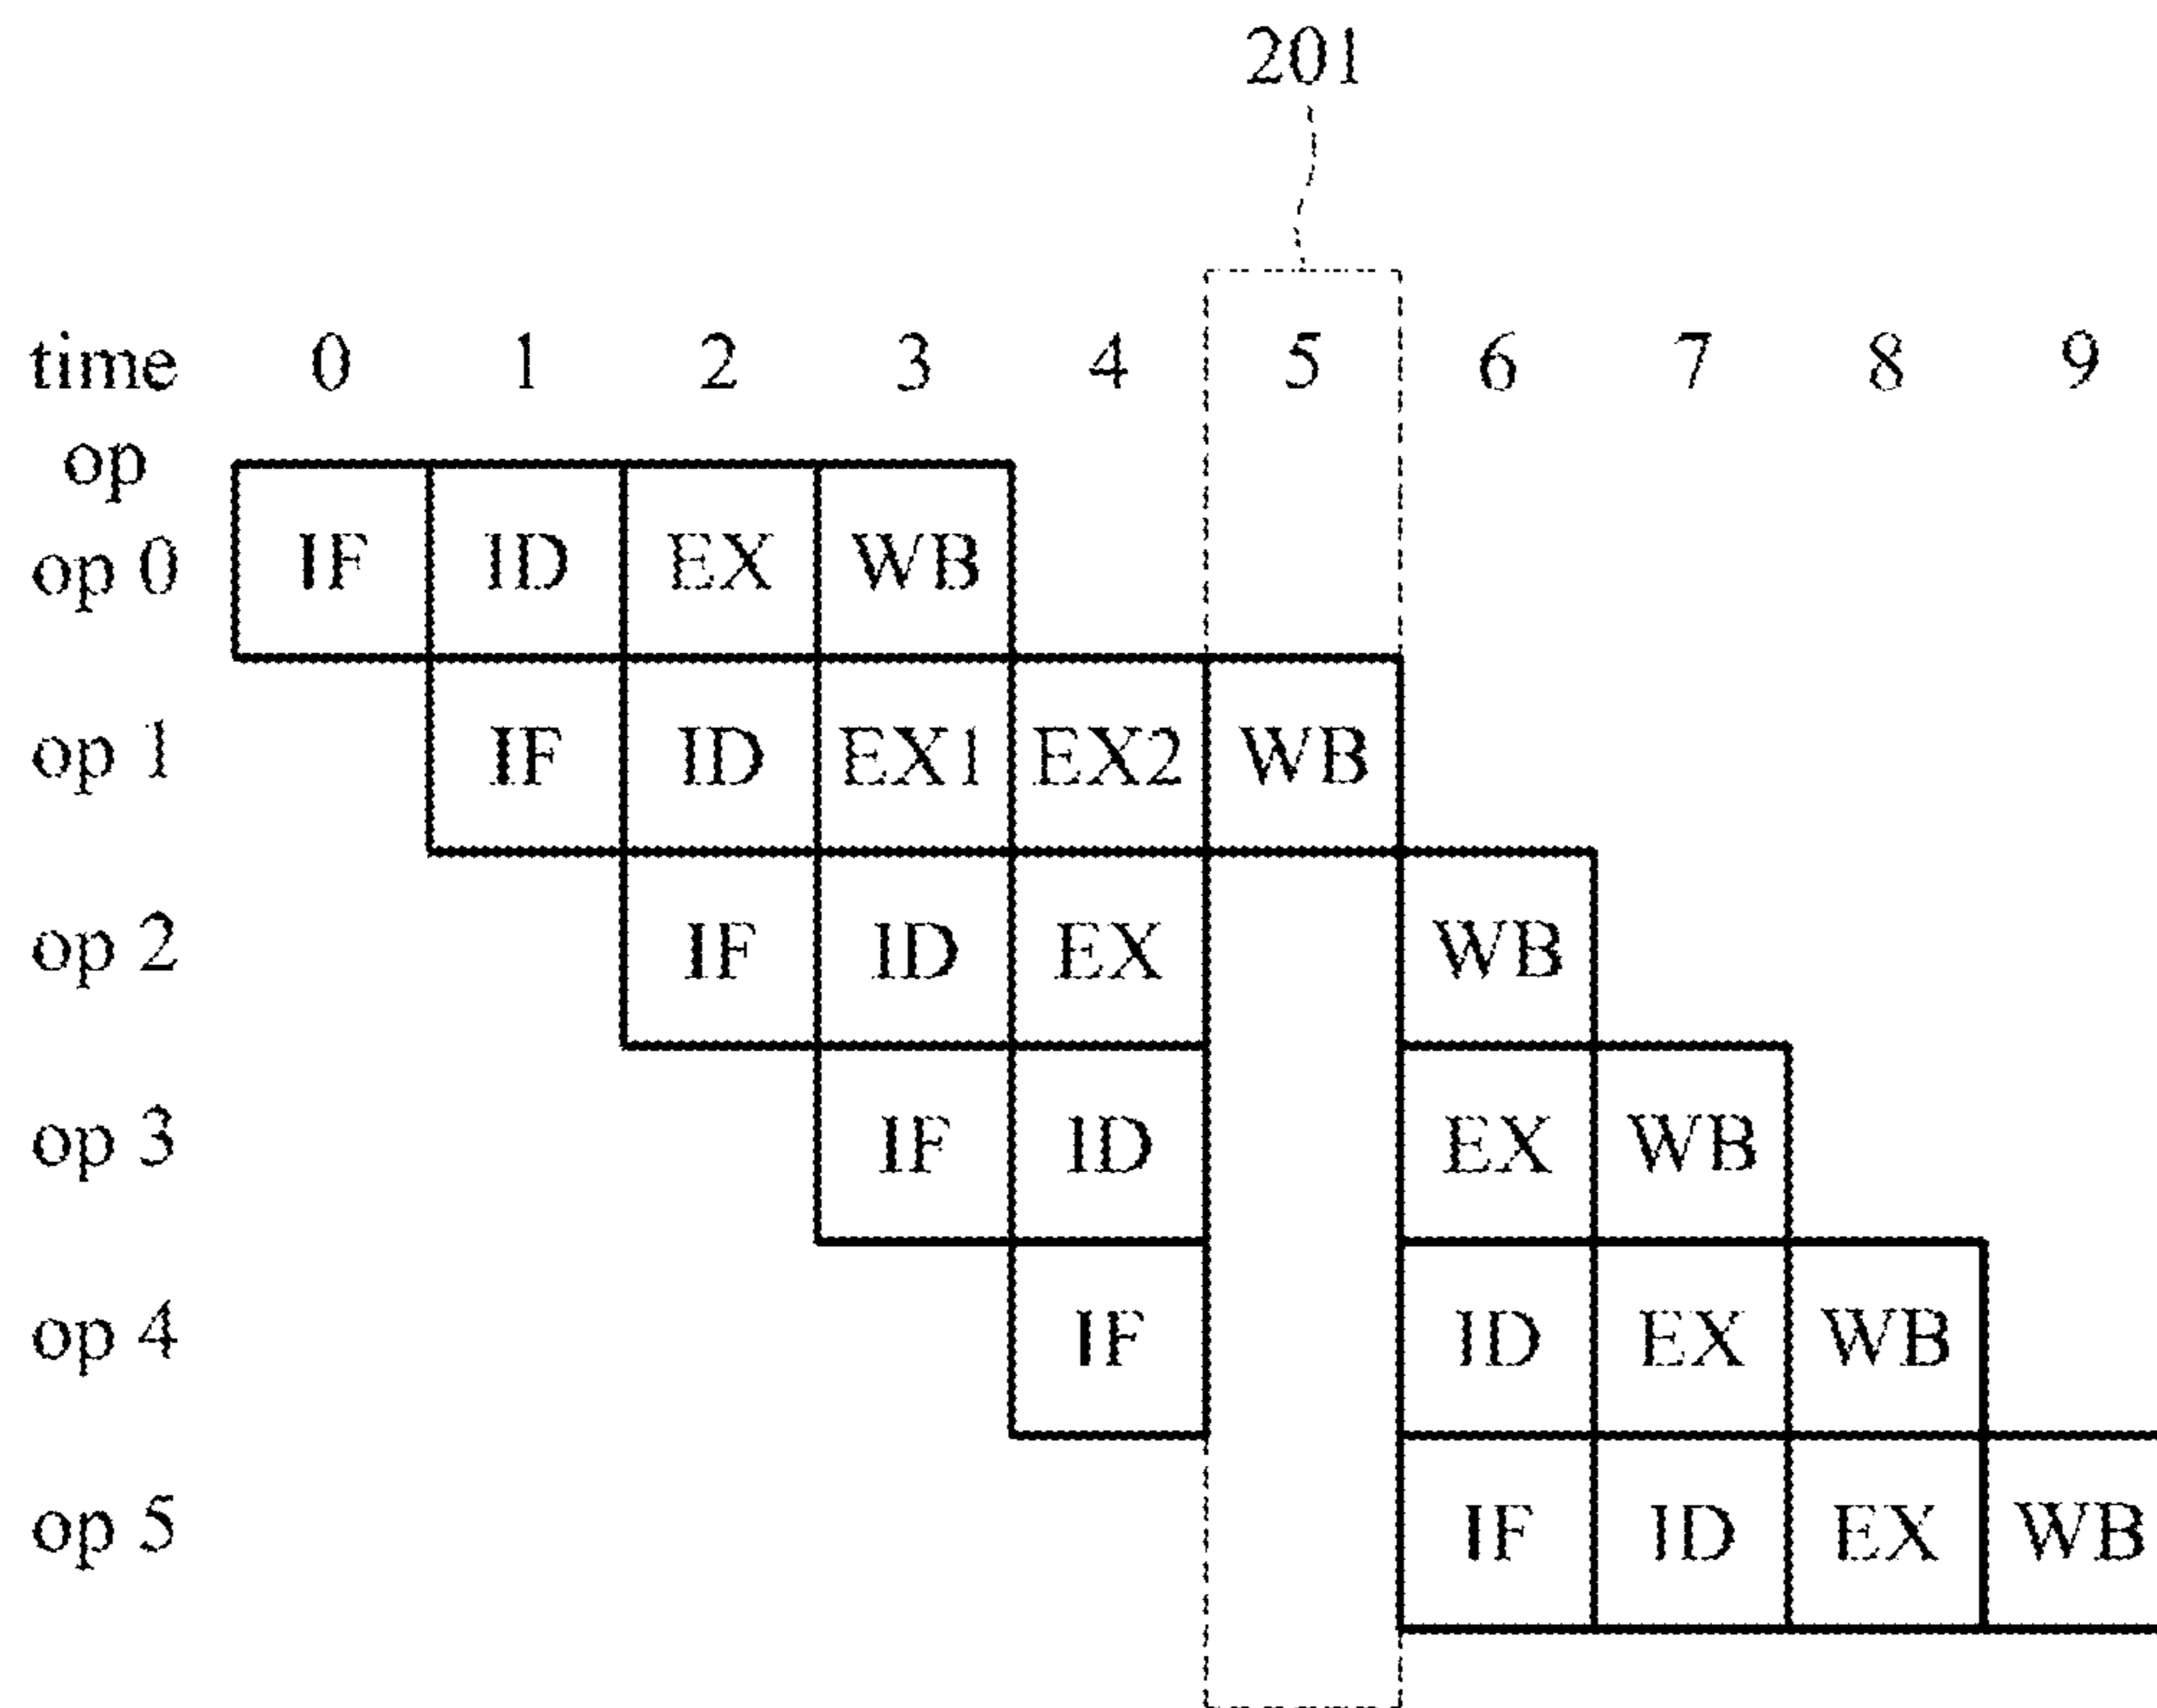 201
time 0 1 2 3 4 5 6 7 8 9
op
op 0 IF ID EX WB
op 1 IF ID EX1 EX2 WB
op 2 IF ID EX WB
op 3 IF ID EX WB
op 4 IF ID EX WB
op 5 IF ID EX WB